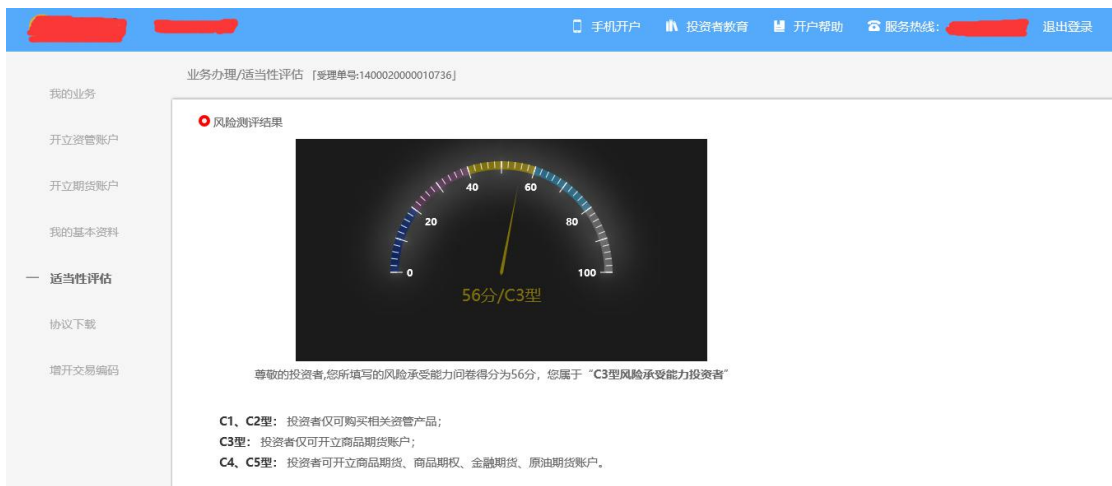 手机开户 投资者教育 开户帮助 服务热线: 退出登录
业务办理/适当性评估 「受理单号:1400020000010736」
我的业务
开立资管账户
开立期货账户
我的基本资料
适当性评估
协议下载
增开交易编码
风险测评结果
0
20
40
60
80
100
56分/C3型
尊敬的投资者,您所填写的风险承受能力问卷得分为56分，您属于“C3型风险承受能力投资者”
C1、C2型： 投资者仅可购买相关资管产品；
C3型： 投资者仅可开立商品期货账户；
C4、C5型： 投资者可开立商品期货、商品期权、金融期货、原油期货账户。